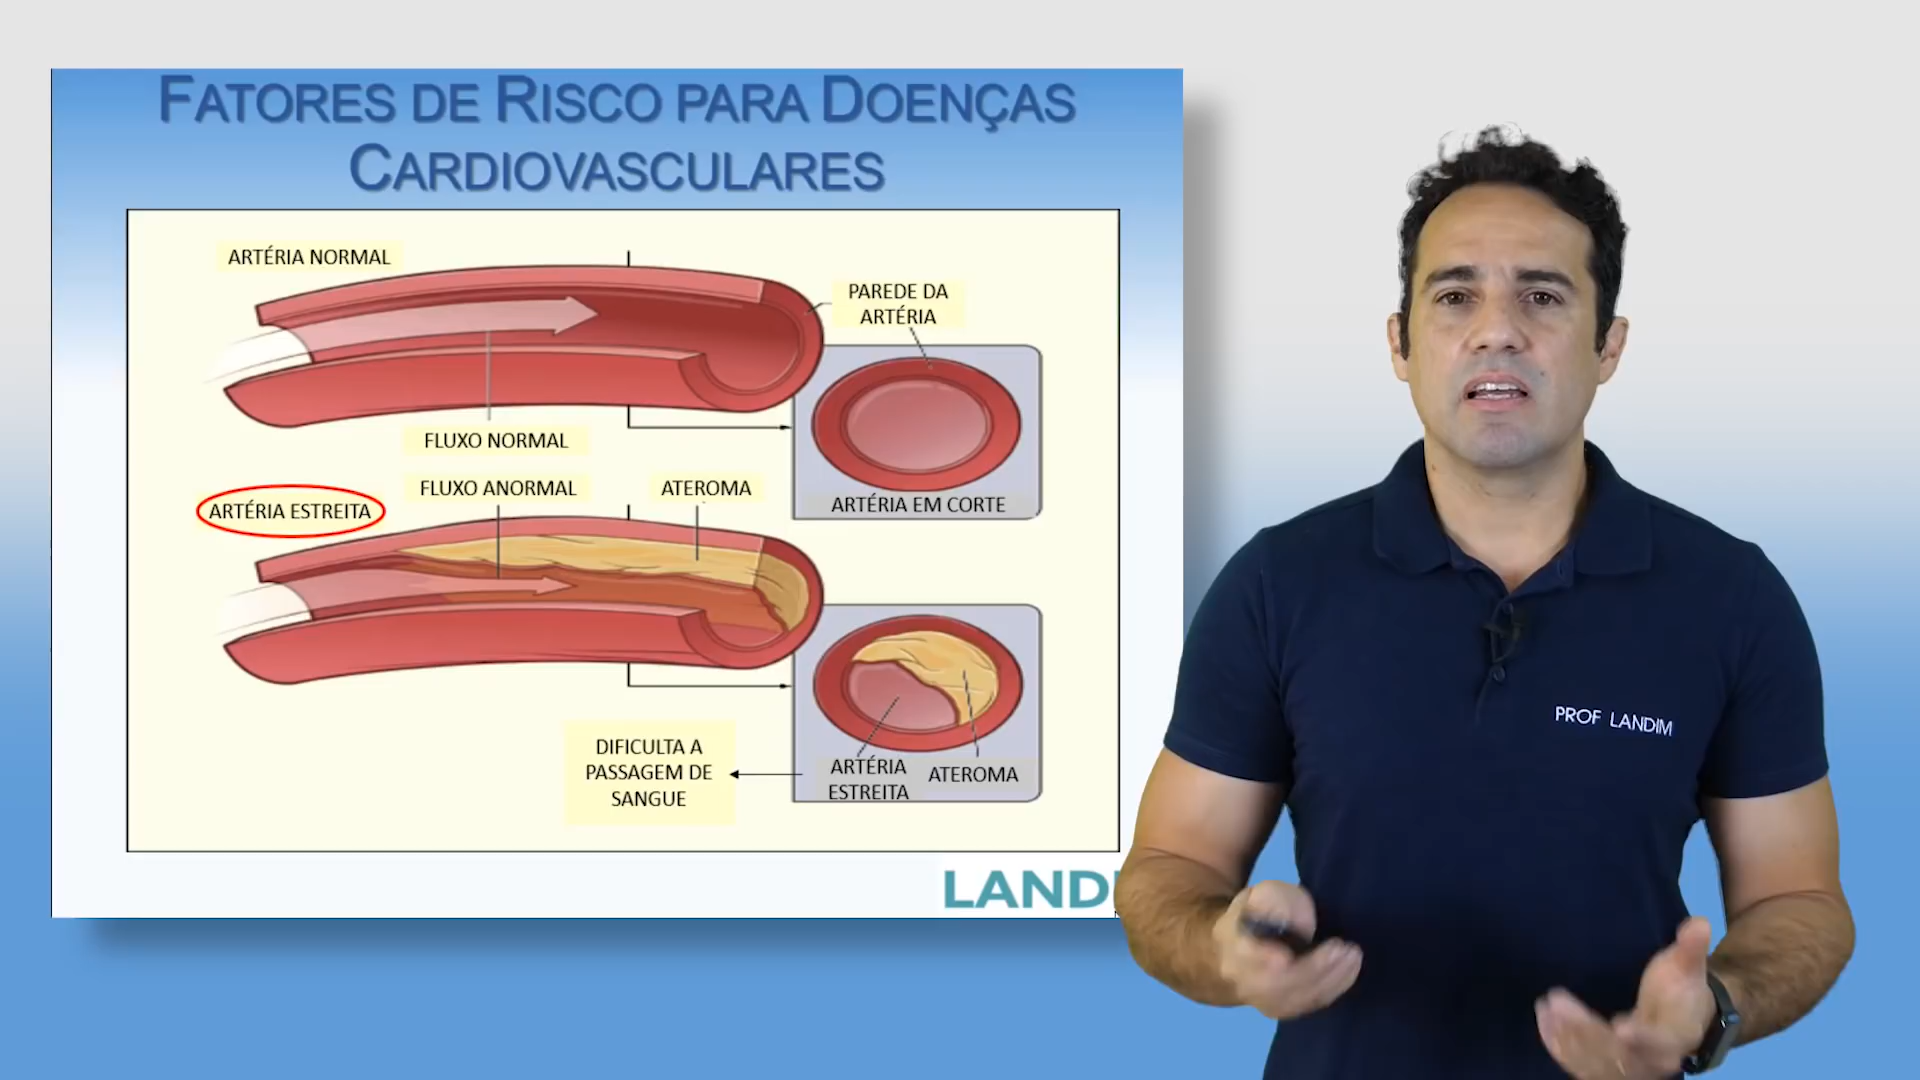 FATORES DE RISCO PARA DOENÇAS
CARDIOVASCULARES
ARTÉRIA NORMAL
PAREDE DA
ARTÉRIA
FLUXO NORMAL
ARTÉRIA EM CORTE
FLUXO ANORMAL
ATEROMA
ARTÉRIA ESTREITA
DIFICULTA A
PASSAGEM DE
SANGUE
ARTÉRIA
ESTREITA
ATEROMA
LANDI
PROF LANDIM